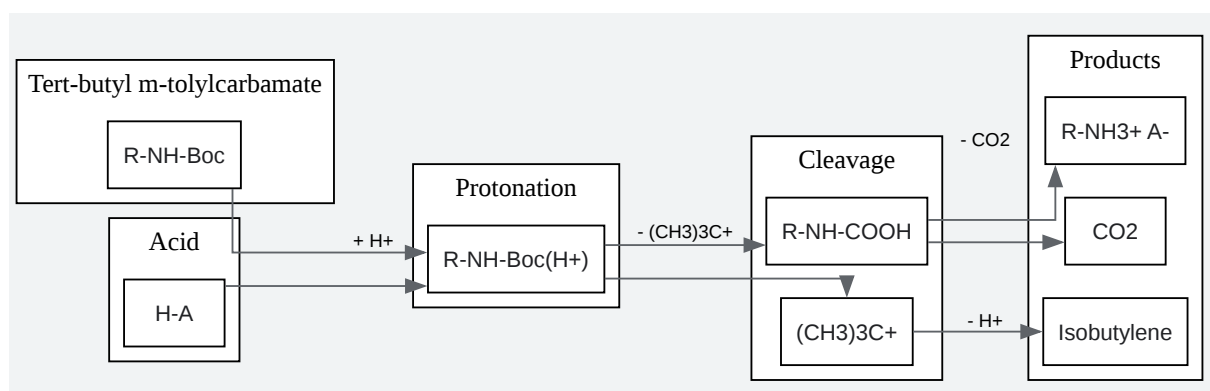 Tert-butyl m-tolylcarbamate
R-NH-Boc
Acid
H-A
+ H+
Protonation
R-NH-Boc(H+)
- (CH3)3C+
Cleavage
R-NH-COOH
(CH3)3C+
- CO2
- H+
Products
R-NH3+ A-
CO2
Isobutylene